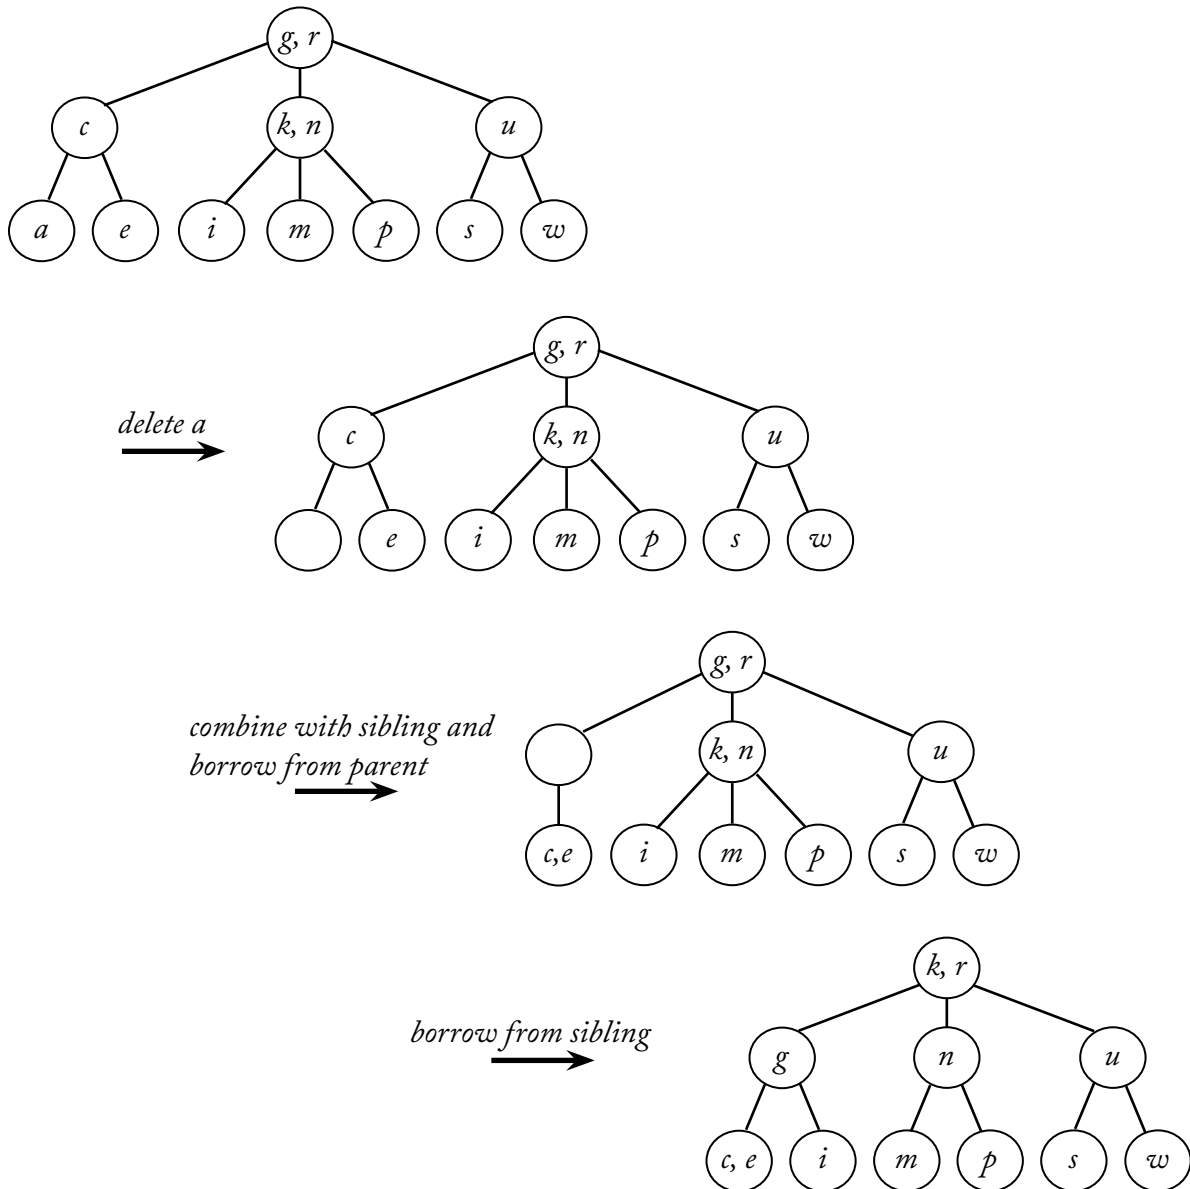 g, r
c k, n u
a e i m p s w
g, r
delete a
c k, n u
e i m p s w
g, r
combine with sibling and
borrow from parent
k, n u
c,e i m p s w
k, r
borrow from sibling
g n u
c, e i m p s w